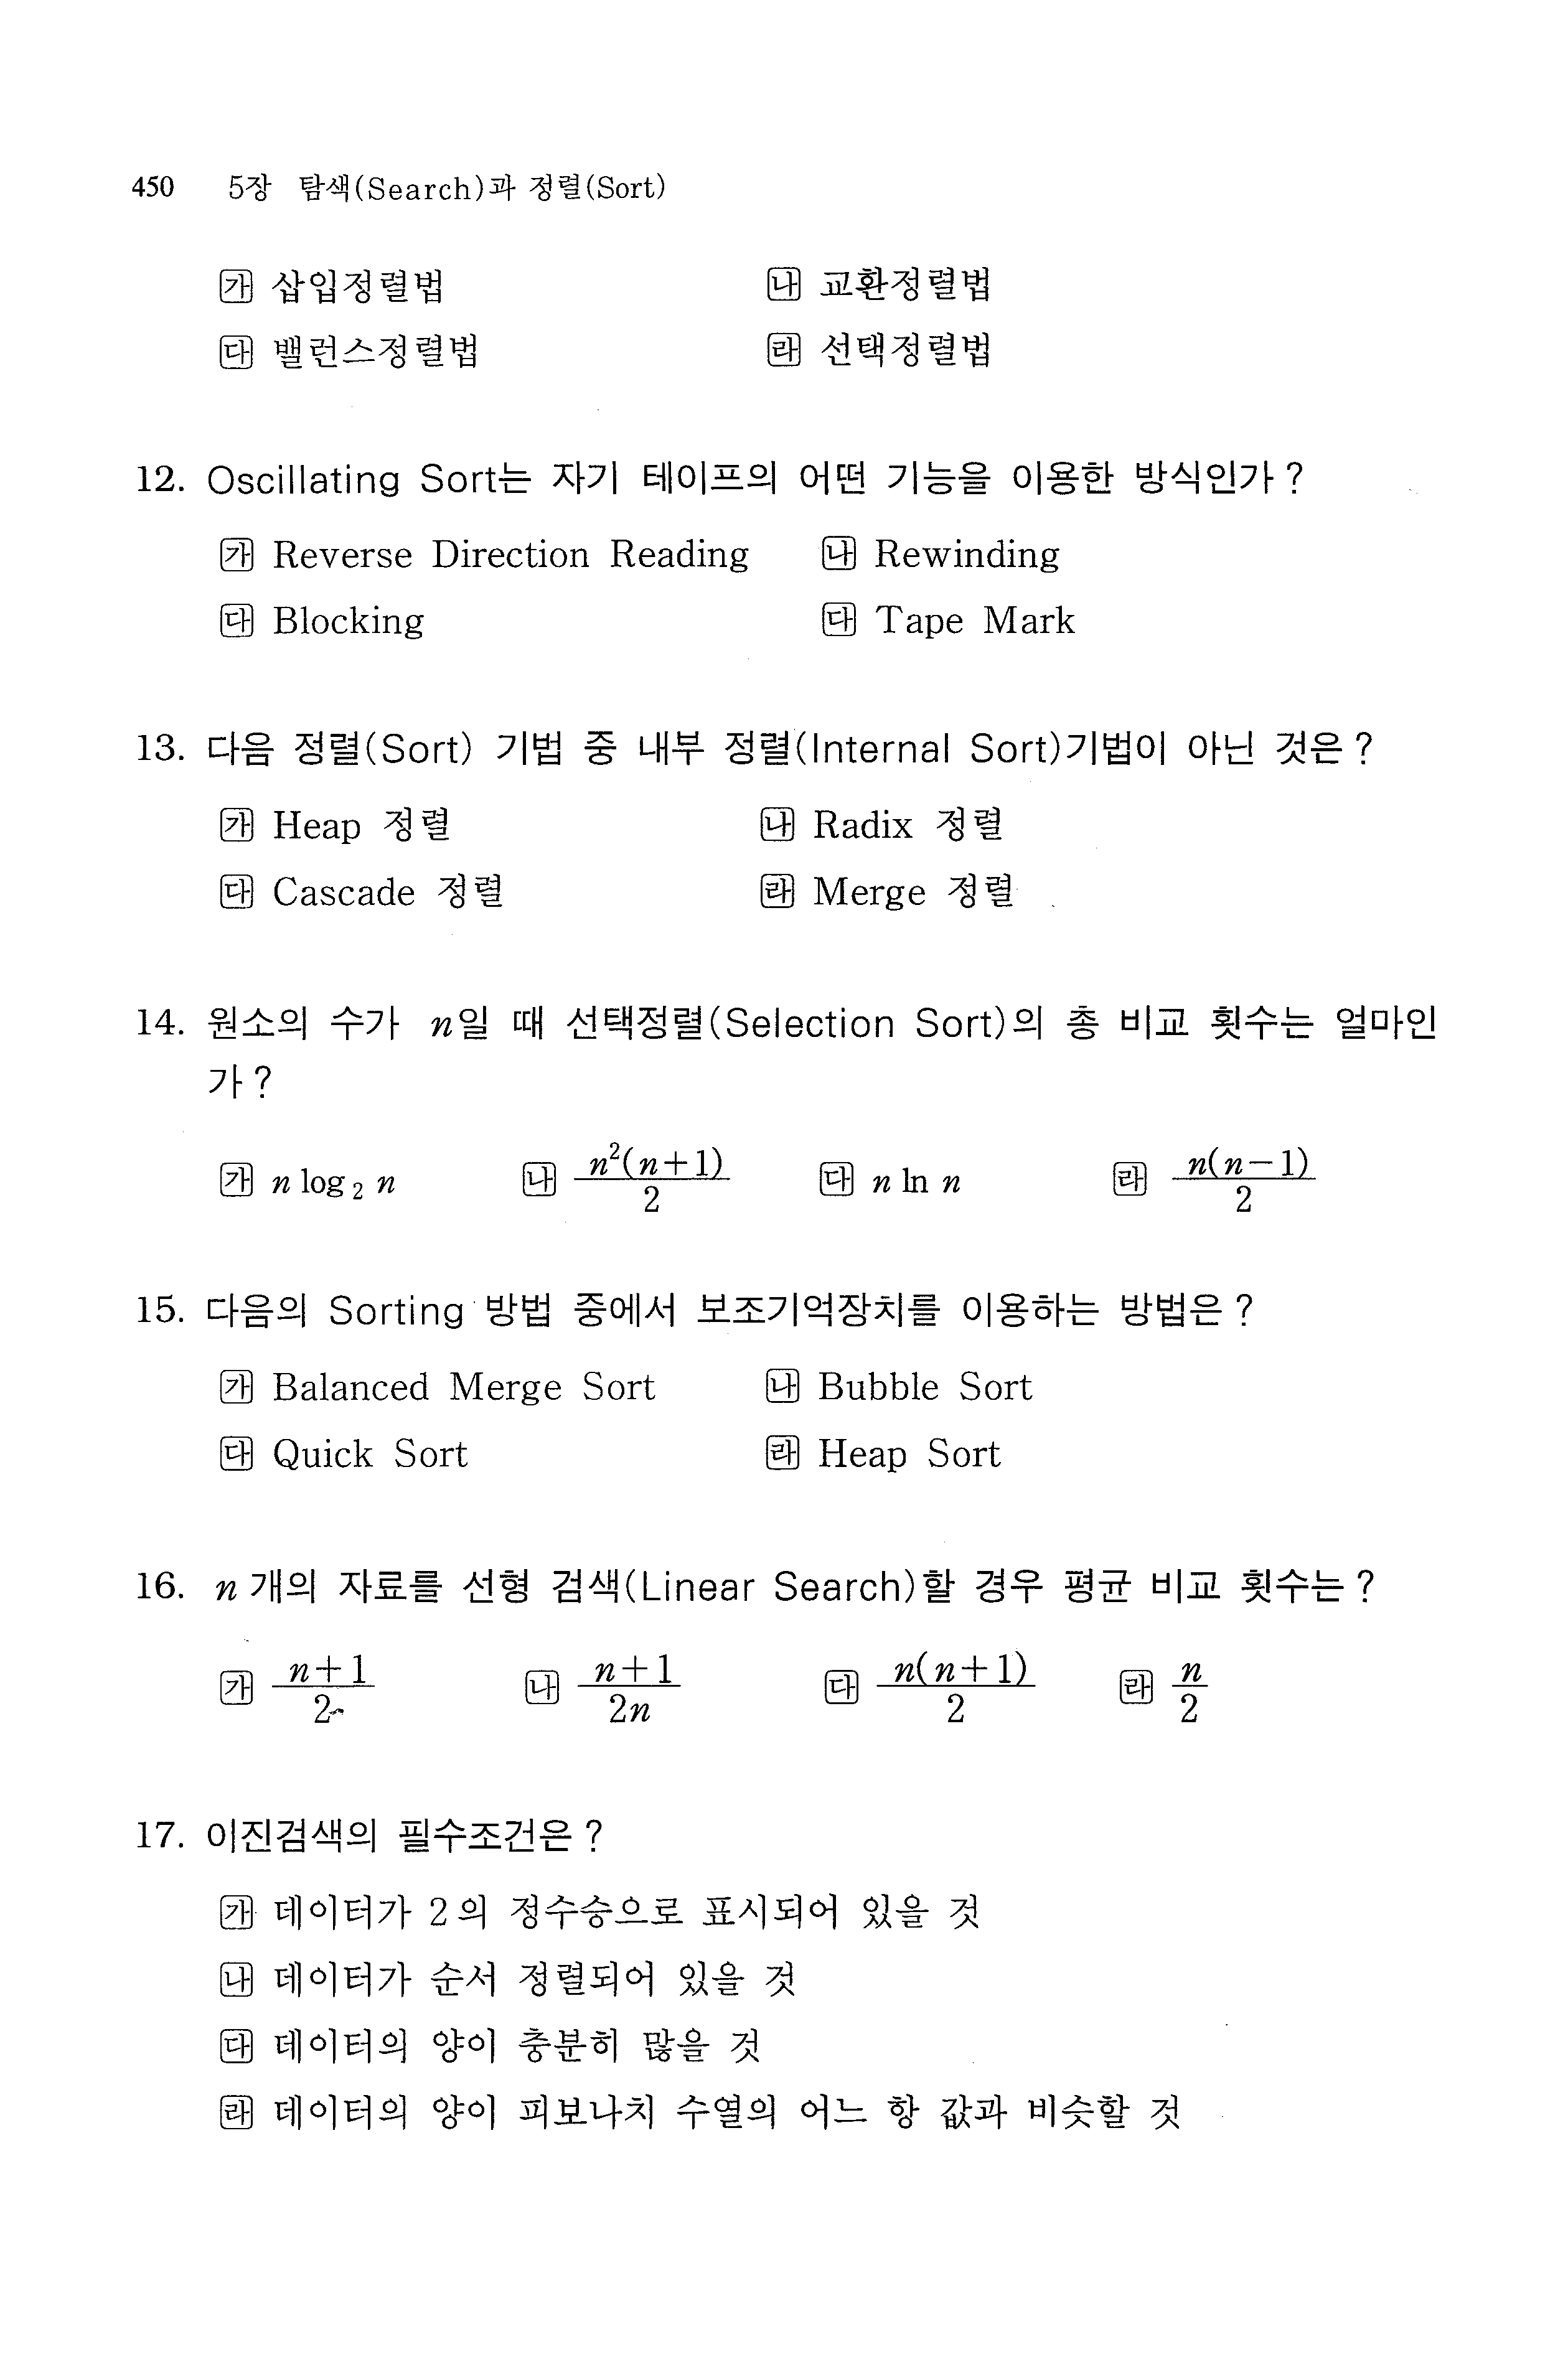 450 5장 탐색(Search)과 정렬(Sort)
㉮ 삽입정렬법 ㉯ 교환정렬법
㉰ 밸런스정렬법 ㉱ 선택정렬법
12. Oscillating Sort는 자기 테이프의 어떤 기능을 이용한 방식인가?
㉮ Reverse Direction Reading ㉯ Rewinding
㉰ Blocking ㉰ Tape Mark
13. 다음 정렬(Sort) 기법 중 내부 정렬(Internal Sort)기법이 아닌 것은?
㉮ Heap 정렬 ㉯ Radix 정렬
㉰ Cascade 정렬 ㉱ Merge 정렬
14. 원소의 수가 n일 때 선택정렬(Selection Sort)의 총 비교 횟수는 얼마인
가?
㉮ n log₂ n ㉯ n²(n+1)/2 ㉰ n ln n ㉱ n(n−1)/2
15. 다음의 Sorting 방법 중에서 보조기억장치를 이용하는 방법은?
㉮ Balanced Merge Sort ㉯ Bubble Sort
㉰ Quick Sort ㉱ Heap Sort
16. n개의 자료를 선형 검색(Linear Search)할 경우 평균 비교 횟수는?
㉮ n+1/2 ㉯ n+1/2n ㉰ n(n+1)/2 ㉱ n/2
17. 이진검색의 필수조건은?
㉮ 데이터가 2의 정수승으로 표시되어 있을 것
㉯ 데이터가 순서 정렬되어 있을 것
㉰ 데이터의 양이 충분히 많을 것
㉱ 데이터의 양이 피보나치 수열의 어느 항 값과 비슷할 것